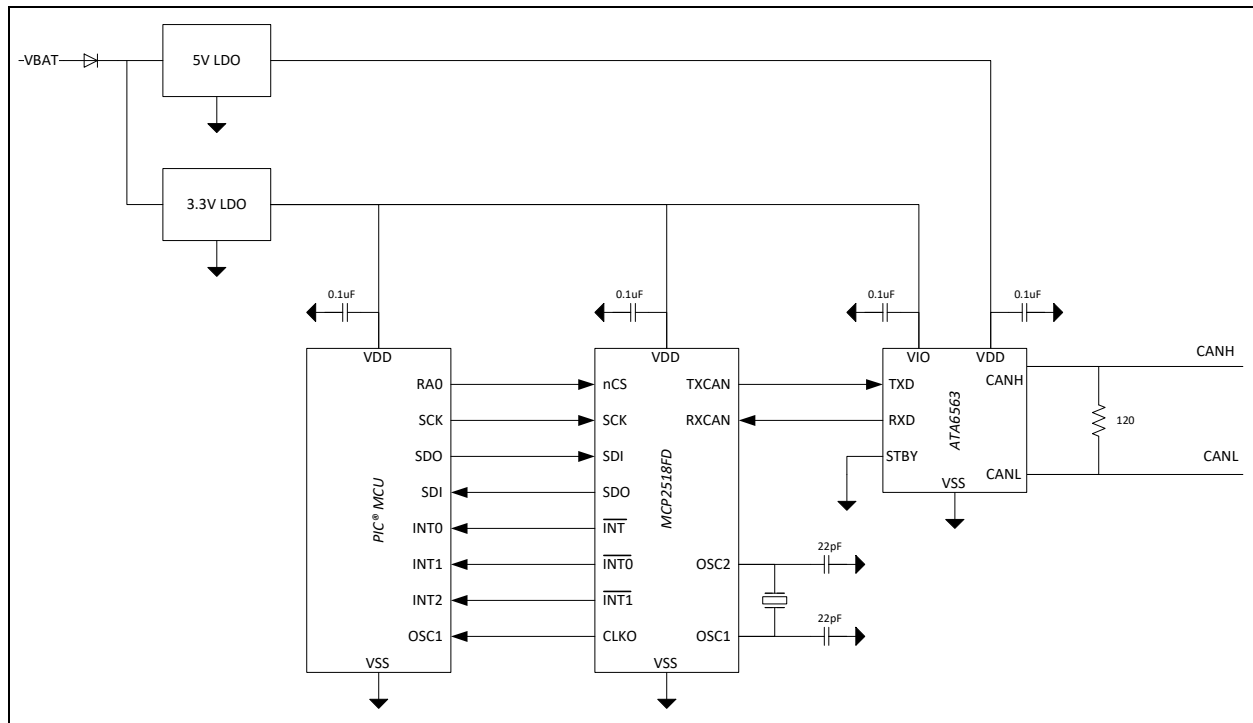 VBAT
5V LDO
3.3V LDO
0.1uF
0.1uF
0.1uF
0.1uF
VDD
VDD
VIO
VDD
CANH
RA0
nCS
TXCAN
TXD
CANH
SCK
SCK
RXCAN
RXD
120
SDO
SDI
STBY
CANL
CANL
SDI
SDO
VSS
ATA6563
PIC® MCU
MCP2518FD
INT0
INT
INT1
INT0
OSC2
22pF
INT2
INT1
OSC1
CLKO
OSC1
22pF
VSS
VSS